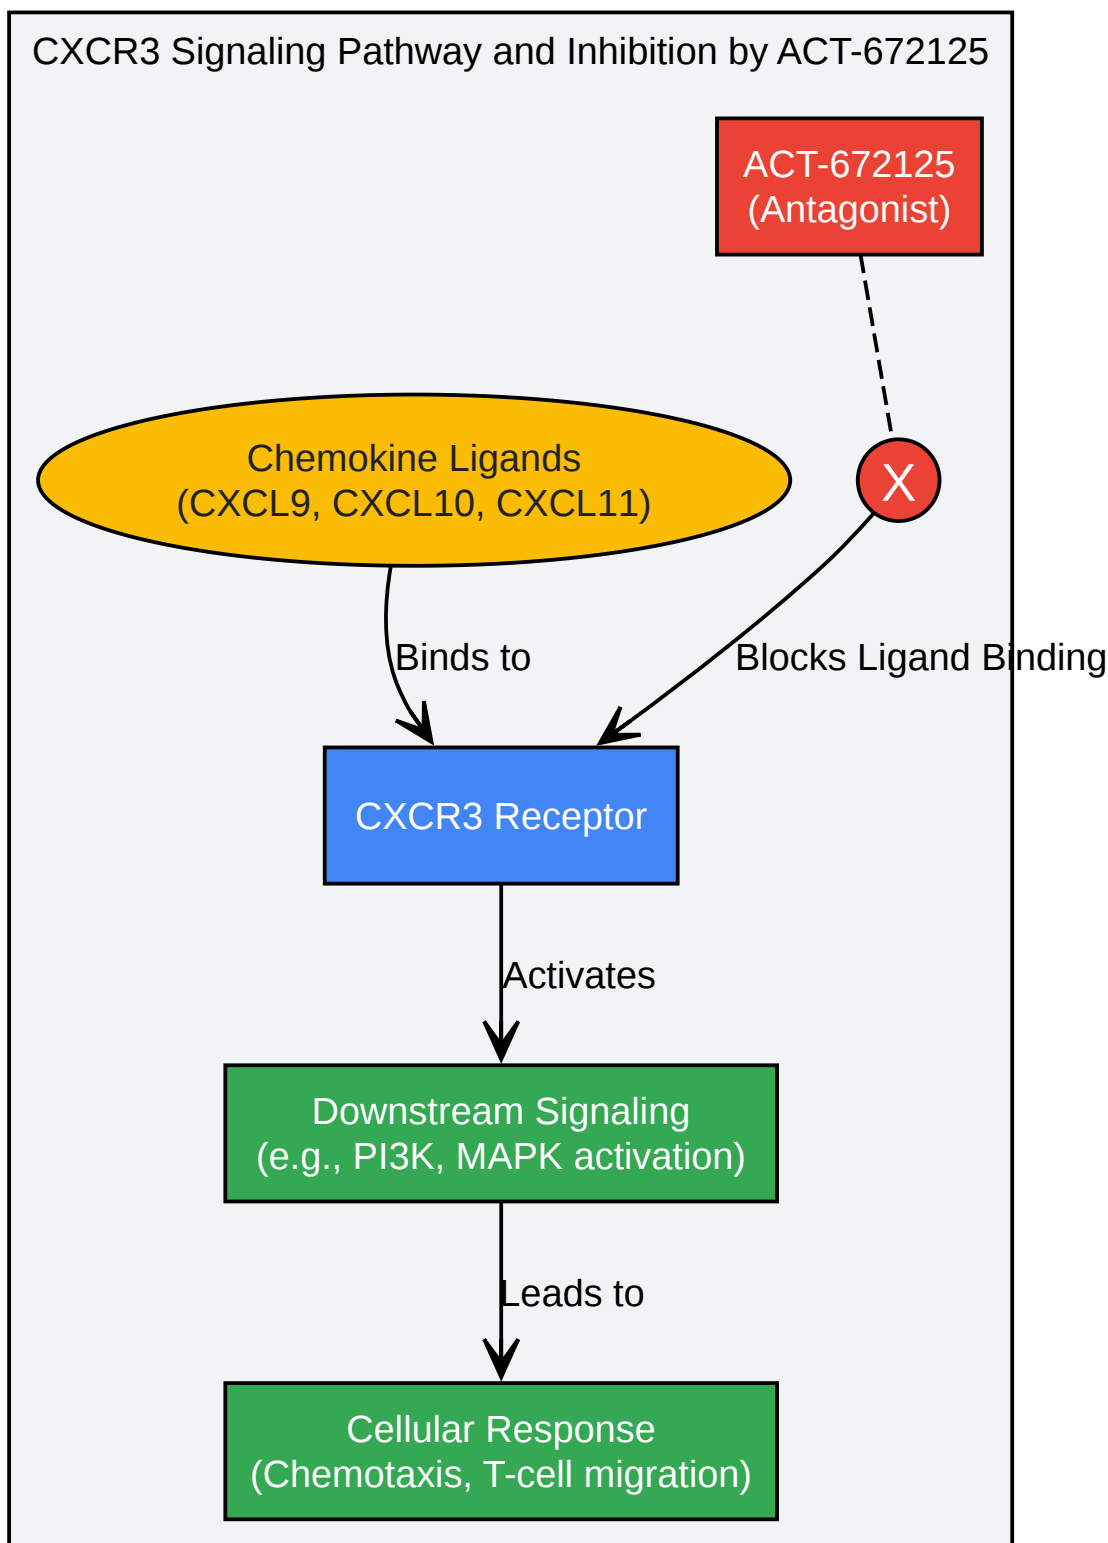 CXCR3 Signaling Pathway and Inhibition by ACT-672125
ACT-672125
(Antagonist)
Chemokine Ligands
(CXCL9, CXCL10, CXCL11)
X
Binds to
Blocks Ligand Binding
CXCR3 Receptor
Activates
Downstream Signaling
(e.g., PI3K, MAPK activation)
Leads to
Cellular Response
(Chemotaxis, T-cell migration)